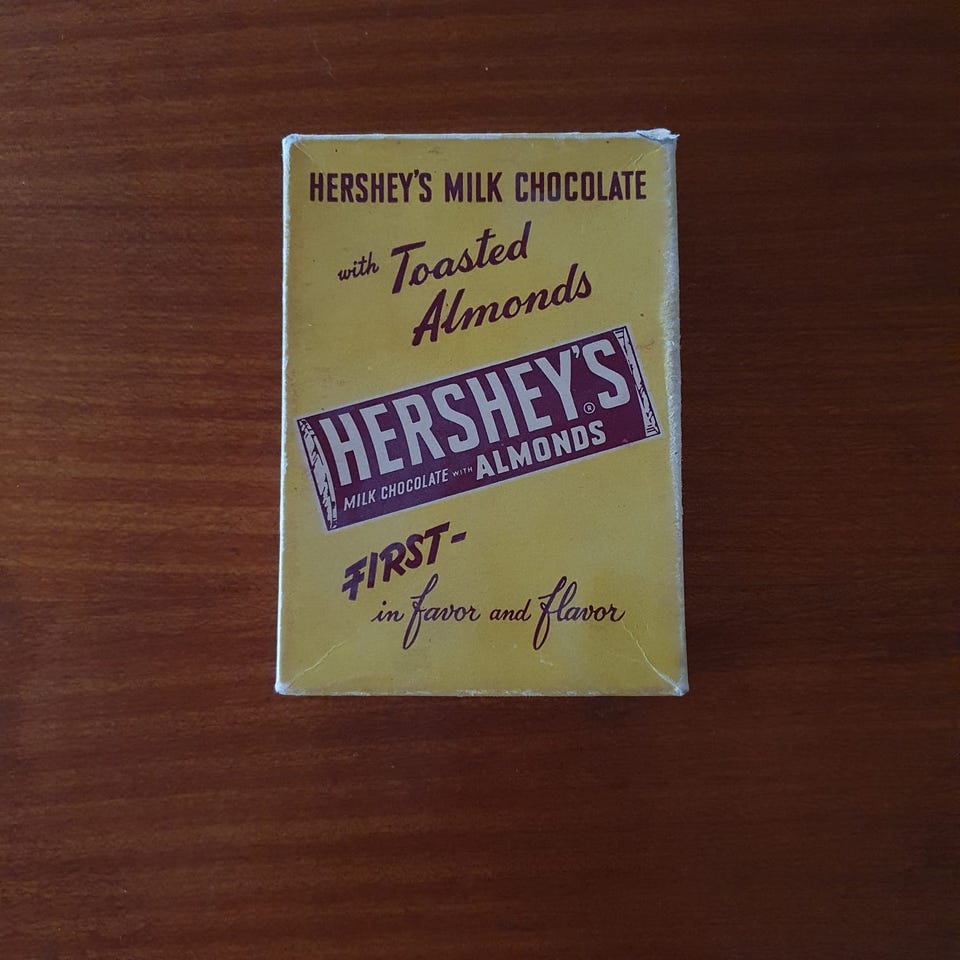 HERSHEY'S MILK CHOCOLATE
with Toasted
Almonds
HERSHEY'S ®
MILK CHOCOLATE WITH ALMONDS
FIRST-
in favor and flavor